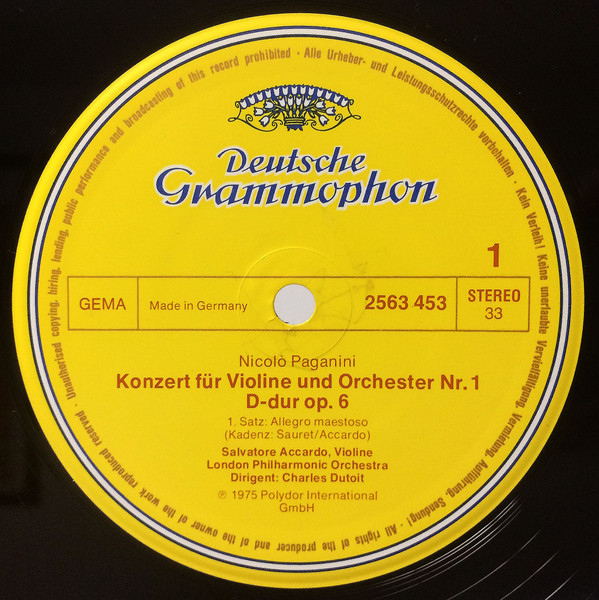 Alle Urheber- und Leistungsschutzrechte vorbehalten · Kein Verleih! Keine unerlaubte Vervielfältigung, Vermietung, Aufführung, Sendung! · All rights of the producer and of the owner of the work reproduced reserved · Unauthorised copying, hiring, lending, public performance and broadcasting of this record prohibited ·
Deutsche
Grammophon
1
GEMA
Made in Germany
2563 453
STEREO
33
Nicolò Paganini
Konzert für Violine und Orchester Nr. 1
D-dur op. 6
1. Satz: Allegro maestoso
(Kadenz: Sauret/Accardo)
Salvatore Accardo, Violine
London Philharmonic Orchestra
Dirigent: Charles Dutoit
℗ 1975 Polydor International
GmbH